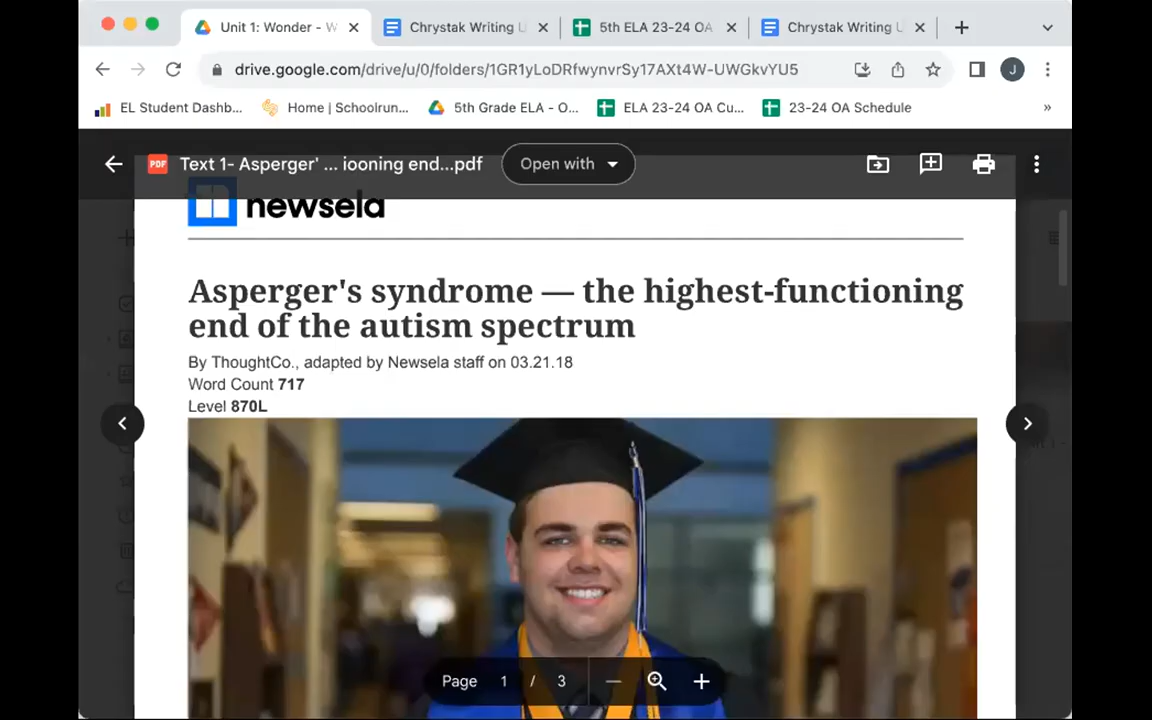 Unit 1: Wonder - W
Chrystak Writing U
5th ELA 23-24 OA
Chrystak Writing U
drive.google.com/drive/u/0/folders/1GR1yLoDRfwynvrSy17AXt4W-UWGkvYU5
J
EL Student Dashb...
Home | Schoolrun...
5th Grade ELA - O...
ELA 23-24 OA Cu...
23-24 OA Schedule
»
PDF
Text 1- Asperger' ... iooning end...pdf
Open with
newsela
Asperger's syndrome — the highest-functioning
end of the autism spectrum
By ThoughtCo., adapted by Newsela staff on 03.21.18
Word Count 717
Level 870L
Page 1 / 3